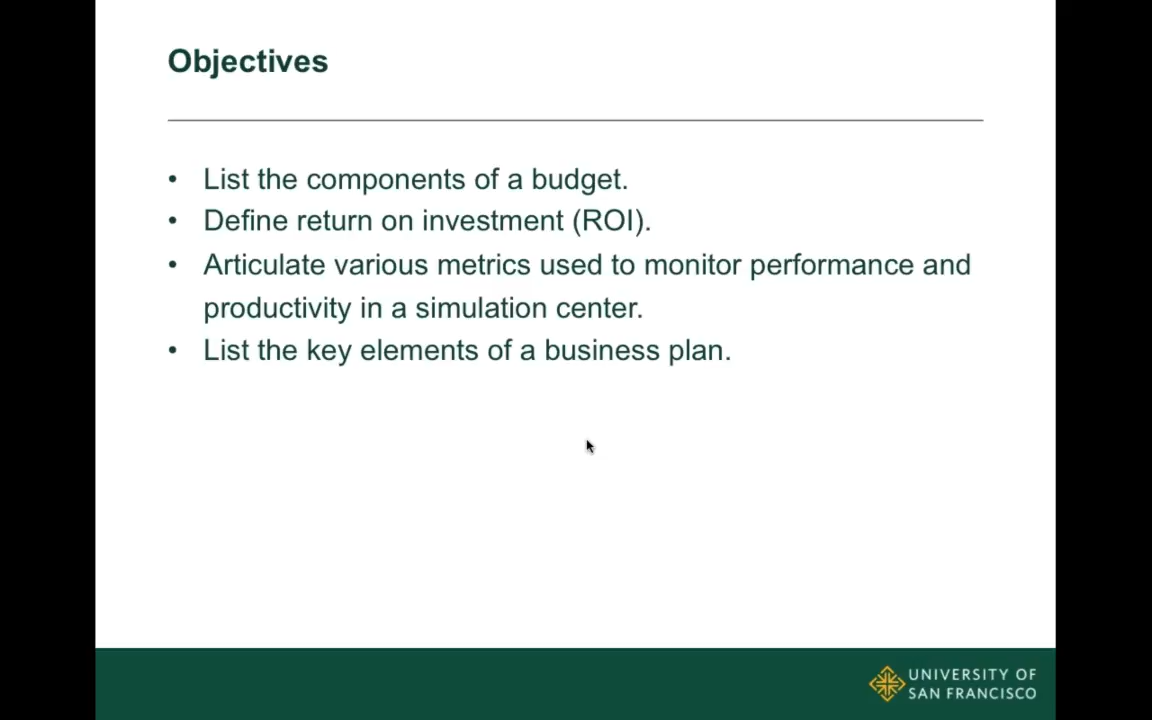 Objectives
• List the components of a budget.
• Define return on investment (ROI).
• Articulate various metrics used to monitor performance and
productivity in a simulation center.
• List the key elements of a business plan.
UNIVERSITY OF
SAN FRANCISCO